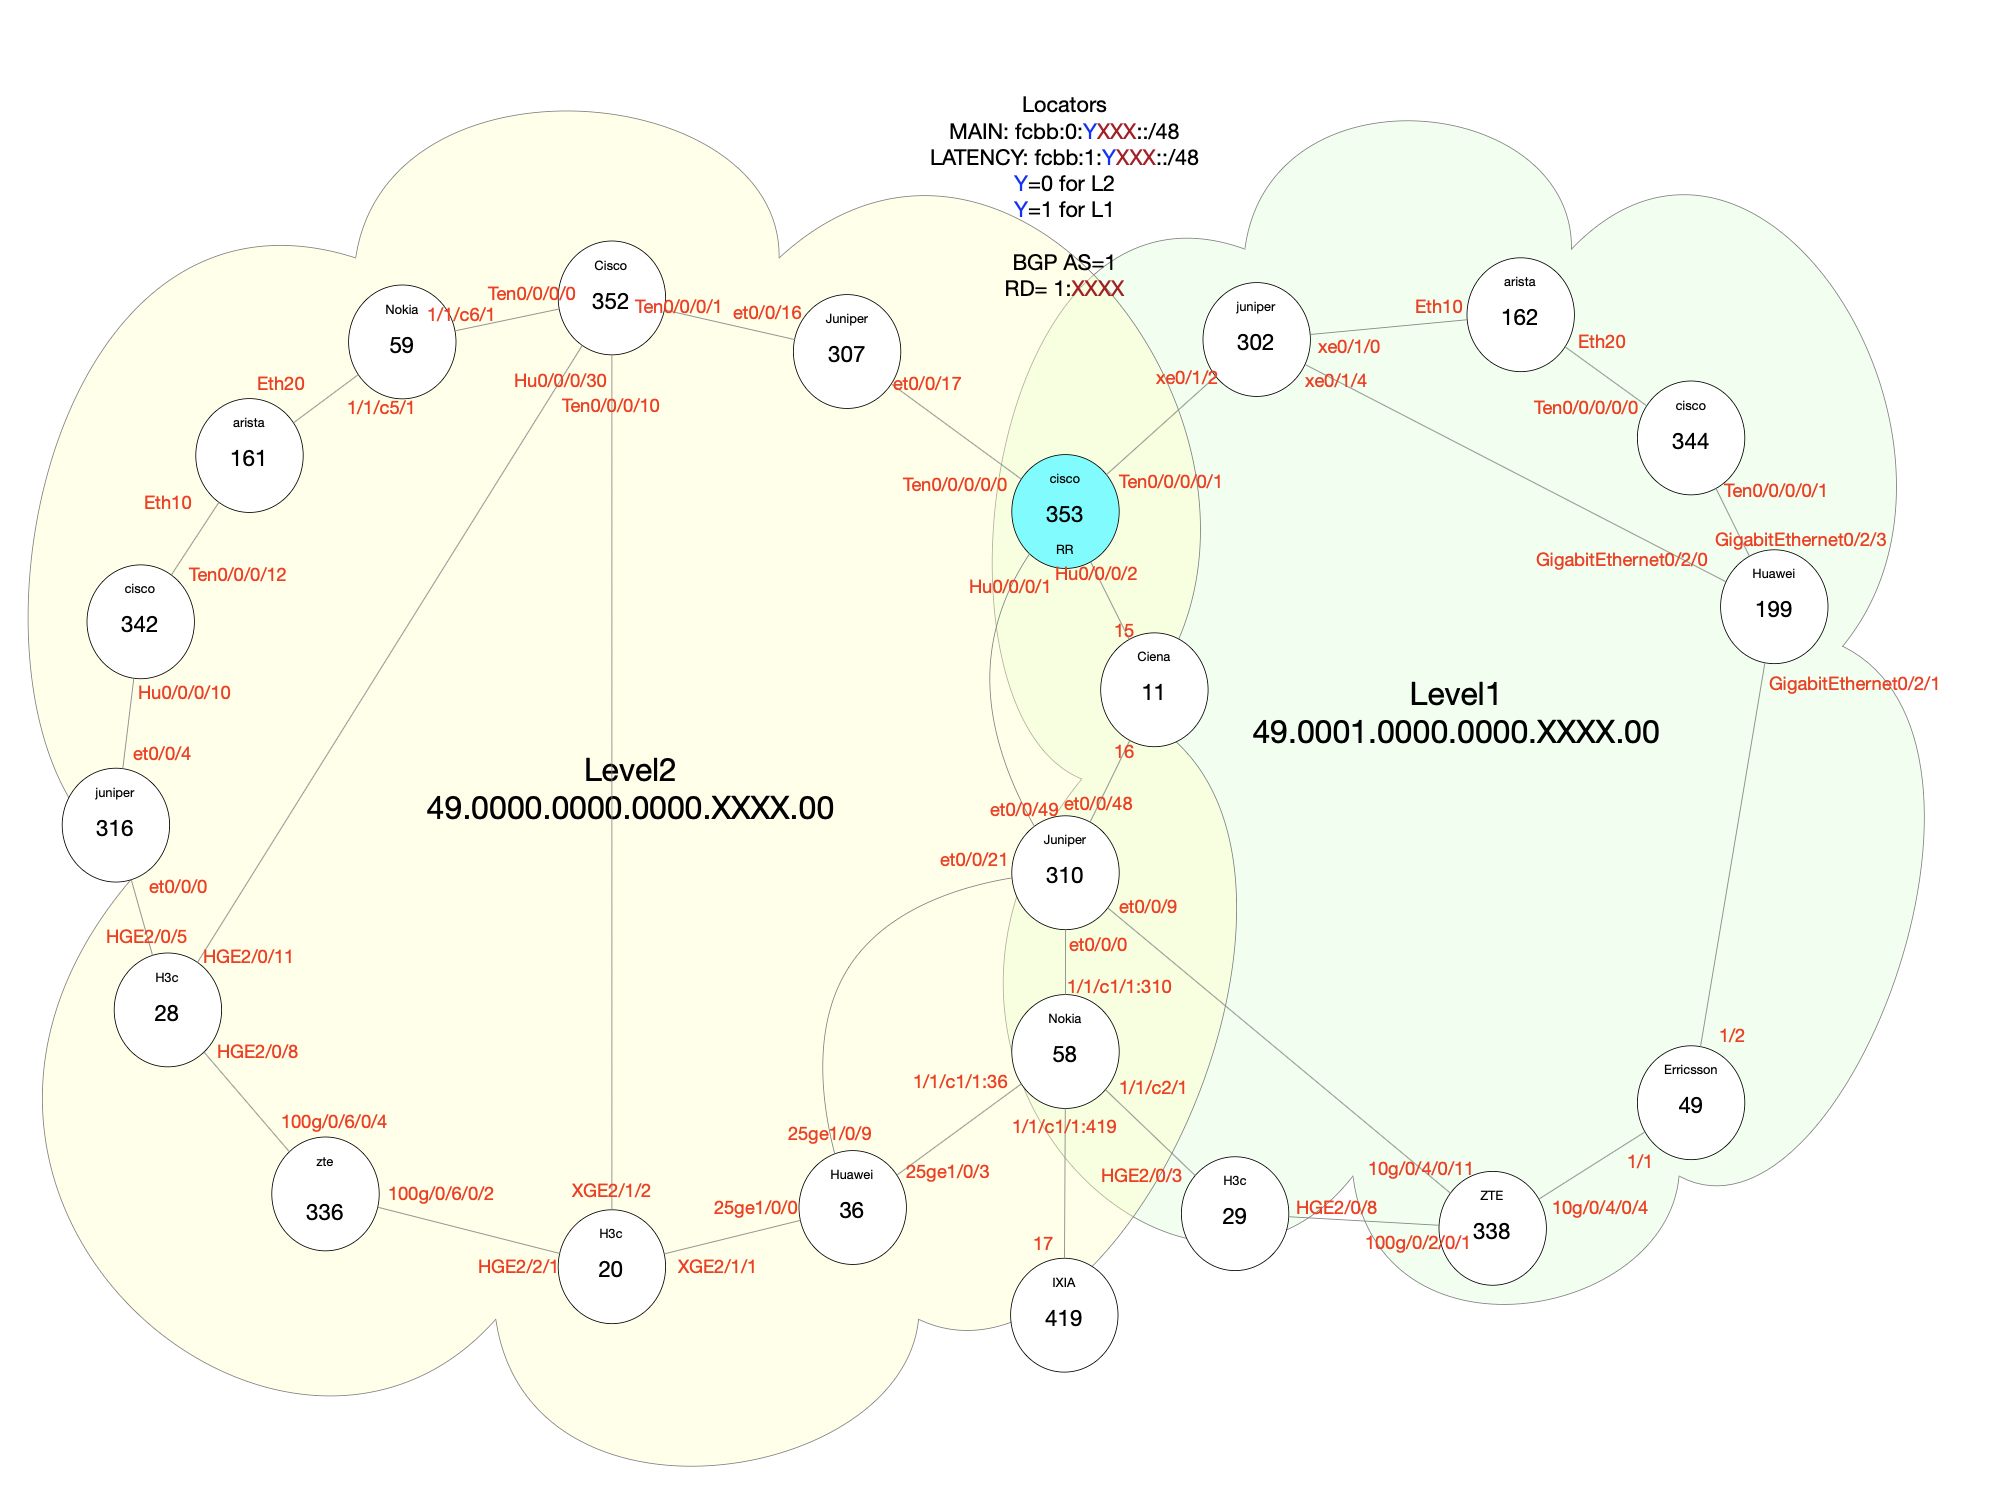 Locators
MAIN: fcbb:0:YXXX::/48
LATENCY: fcbb:1:YXXX::/48
Y=0 for L2
Y=1 for L1
BGP AS=1
RD= 1:XXXX
Cisco
352
Ten0/0/0/0
Ten0/0/0/1
Hu0/0/0/30
Ten0/0/0/10
Nokia
59
1/1/c6/1
1/1/c5/1
et0/0/16
Juniper
307
et0/0/17
juniper
302
xe0/1/0
xe0/1/2
xe0/1/4
Eth10
arista
162
Eth20
Ten0/0/0/0/0
cisco
344
Ten0/0/0/0/1
Eth20
arista
161
Eth10
Ten0/0/0/0/0
cisco
353
RR
Ten0/0/0/0/1
Hu0/0/0/1
Hu0/0/0/2
GigabitEthernet0/2/3
GigabitEthernet0/2/0
Huawei
199
GigabitEthernet0/2/1
Ten0/0/0/12
cisco
342
Hu0/0/0/10
15
Ciena
11
16
Level1
49.0001.0000.0000.XXXX.00
Level2
49.0000.0000.0000.XXXX.00
et0/0/4
juniper
316
et0/0/0
et0/0/49
et0/0/48
Juniper
310
et0/0/21
et0/0/9
et0/0/0
HGE2/0/5
HGE2/0/11
H3c
28
HGE2/0/8
1/1/c1/1:310
Nokia
58
1/1/c1/1:36
1/1/c2/1
1/1/c1/1:419
1/2
Erricsson
49
1/1
100g/0/6/0/4
zte
336
100g/0/6/0/2
XGE2/1/2
HGE2/2/1
H3c
20
XGE2/1/1
25ge1/0/9
25ge1/0/3
25ge1/0/0
Huawei
36
HGE2/0/3
H3c
29
HGE2/0/8
10g/0/4/0/11
ZTE
338
10g/0/4/0/4
100g/0/2/0/1
17
IXIA
419